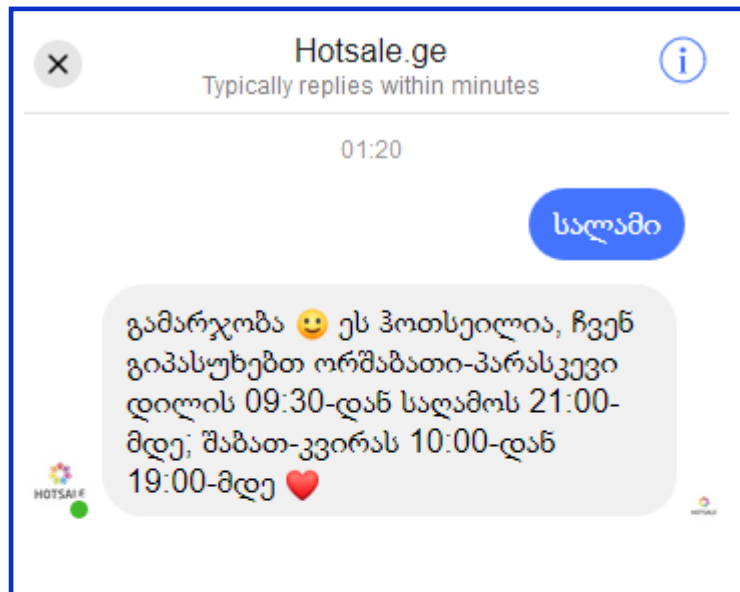 Hotsale.ge
Typically replies within minutes
01:20
სალამი
გამარჯობა 🙂 ეს ჰოთსეილია, ჩვენ
გიპასუხებთ ორშაბათი-პარასკევი
დილის 09:30-დან საღამოს 21:00-
მდე; შაბათ-კვირას 10:00-დან
19:00-მდე ❤️
HOTSALE
HOTSALE